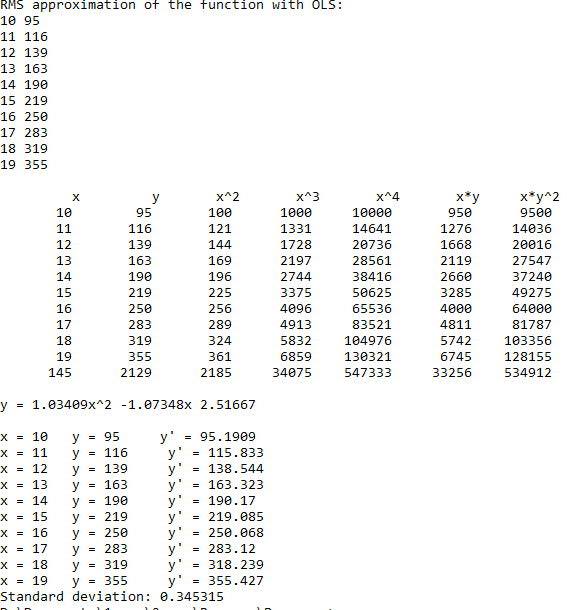 RMS approximation of the function with OLS:
10 95
11 116
12 139
13 163
14 190
15 219
16 250
17 283
18 319
19 355
x y x^2 x^3 x^4 x*y x*y^2
10 95 100 1000 10000 950 9500
11 116 121 1331 14641 1276 14036
12 139 144 1728 20736 1668 20016
13 163 169 2197 28561 2119 27547
14 190 196 2744 38416 2660 37240
15 219 225 3375 50625 3285 49275
16 250 256 4096 65536 4000 64000
17 283 289 4913 83521 4811 81787
18 319 324 5832 104976 5742 103356
19 355 361 6859 130321 6745 128155
145 2129 2185 34075 547333 33256 534912
y = 1.03409x^2 -1.07348x 2.51667
x = 10 y = 95 y' = 95.1909
x = 11 y = 116 y' = 115.833
x = 12 y = 139 y' = 138.544
x = 13 y = 163 y' = 163.323
x = 14 y = 190 y' = 190.17
x = 15 y = 219 y' = 219.085
x = 16 y = 250 y' = 250.068
x = 17 y = 283 y' = 283.12
x = 18 y = 319 y' = 318.239
x = 19 y = 355 y' = 355.427
Standard deviation: 0.345315